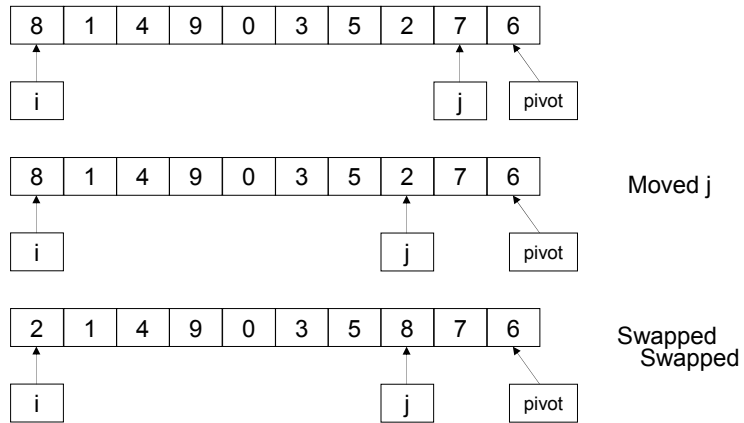 8 1 4 9 0 3 5 2 7 6
i j pivot
8 1 4 9 0 3 5 2 7 6 Moved j
i j pivot
2 1 4 9 0 3 5 8 7 6 Swapped
Swapped
i j pivot